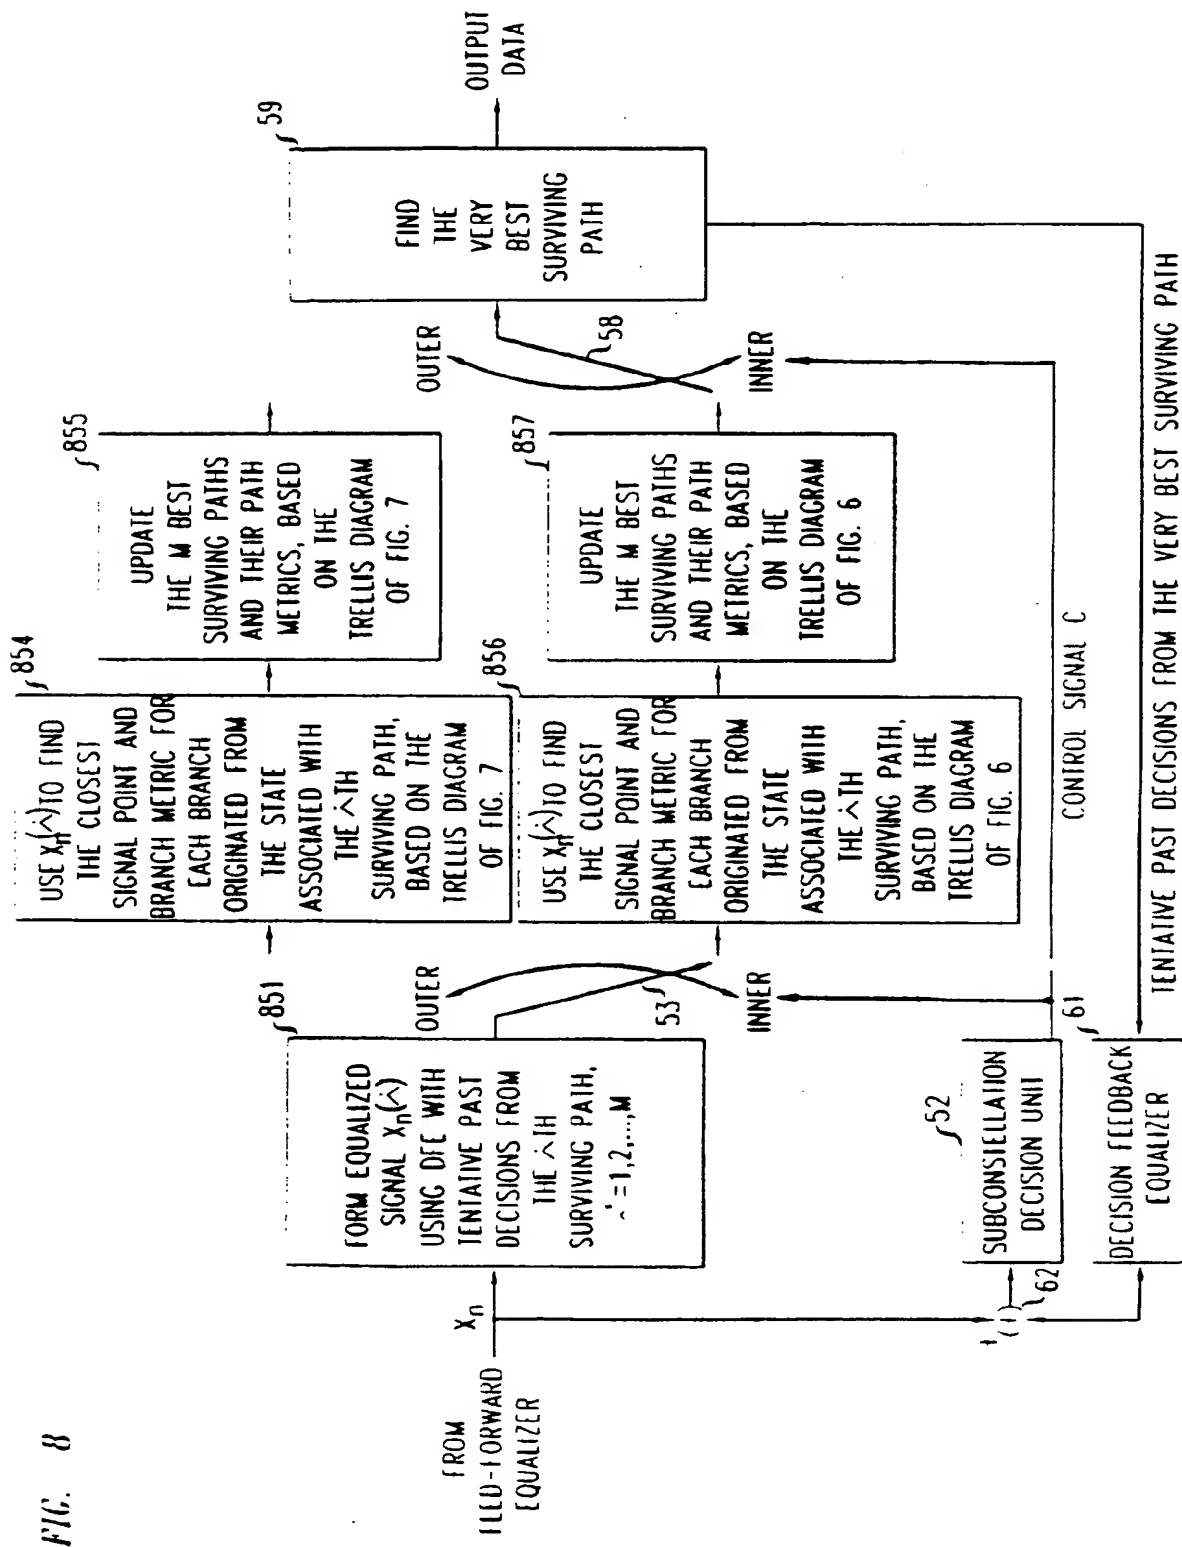 FIG. 8
FROM
FEED-FORWARD
EQUALIZER
Xn
851
FORM EQUALIZED
SIGNAL Xn(i)
USING DFE WITH
TENTATIVE PAST
DECISIONS FROM
THE i TH
SURVIVING PATH,
i=1,2,...,M
OUTER
53
INNER
854
USE Xn(i) TO FIND
THE CLOSEST
SIGNAL POINT AND
BRANCH METRIC FOR
EACH BRANCH
ORIGINATED FROM
THE STATE
ASSOCIATED WITH
THE i TH
SURVIVING PATH,
BASED ON THE
TRELLIS DIAGRAM
OF FIG. 7
855
UPDATE
THE M BEST
SURVIVING PATHS
AND THEIR PATH
METRICS, BASED
ON THE
TRELLIS DIAGRAM
OF FIG. 7
856
USE Xn(i) TO FIND
THE CLOSEST
SIGNAL POINT AND
BRANCH METRIC FOR
EACH BRANCH
ORIGINATED FROM
THE STATE
ASSOCIATED WITH
THE i TH
SURVIVING PATH,
BASED ON THE
TRELLIS DIAGRAM
OF FIG. 6
857
UPDATE
THE M BEST
SURVIVING PATHS
AND THEIR PATH
METRICS, BASED
ON THE
TRELLIS DIAGRAM
OF FIG. 6
OUTER
58
INNER
59
FIND
THE
VERY
BEST
SURVIVING
PATH
OUTPUT
DATA
+
62
52
SUBCONSTELLATION
DECISION UNIT
CONTROL SIGNAL C
61
DECISION FEEDBACK
EQUALIZER
TENTATIVE PAST DECISIONS FROM THE VERY BEST SURVIVING PATH